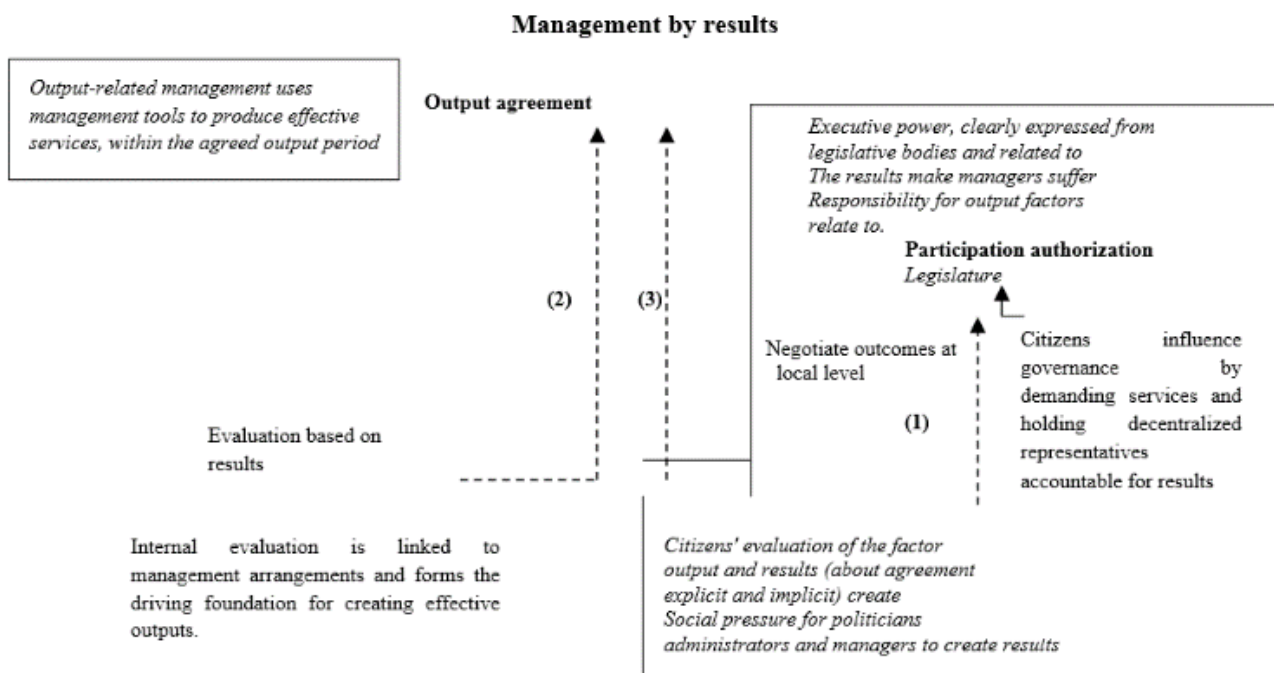 Management by results
Output-related management uses
management tools to produce effective
services, within the agreed output period
Output agreement
Executive power, clearly expressed from
legislative bodies and related to
The results make managers suffer
Responsibility for output factors
relate to.
Participation authorization
Legislature
(2)
(3)
Negotiate outcomes at
local level
(1)
Citizens influence
governance by
demanding services and
holding decentralized
representatives
accountable for results
Evaluation based on
results
Internal evaluation is linked to
management arrangements and forms the
driving foundation for creating effective
outputs.
Citizens' evaluation of the factor
output and results (about agreement
explicit and implicit) create
Social pressure for politicians
administrators and managers to create results